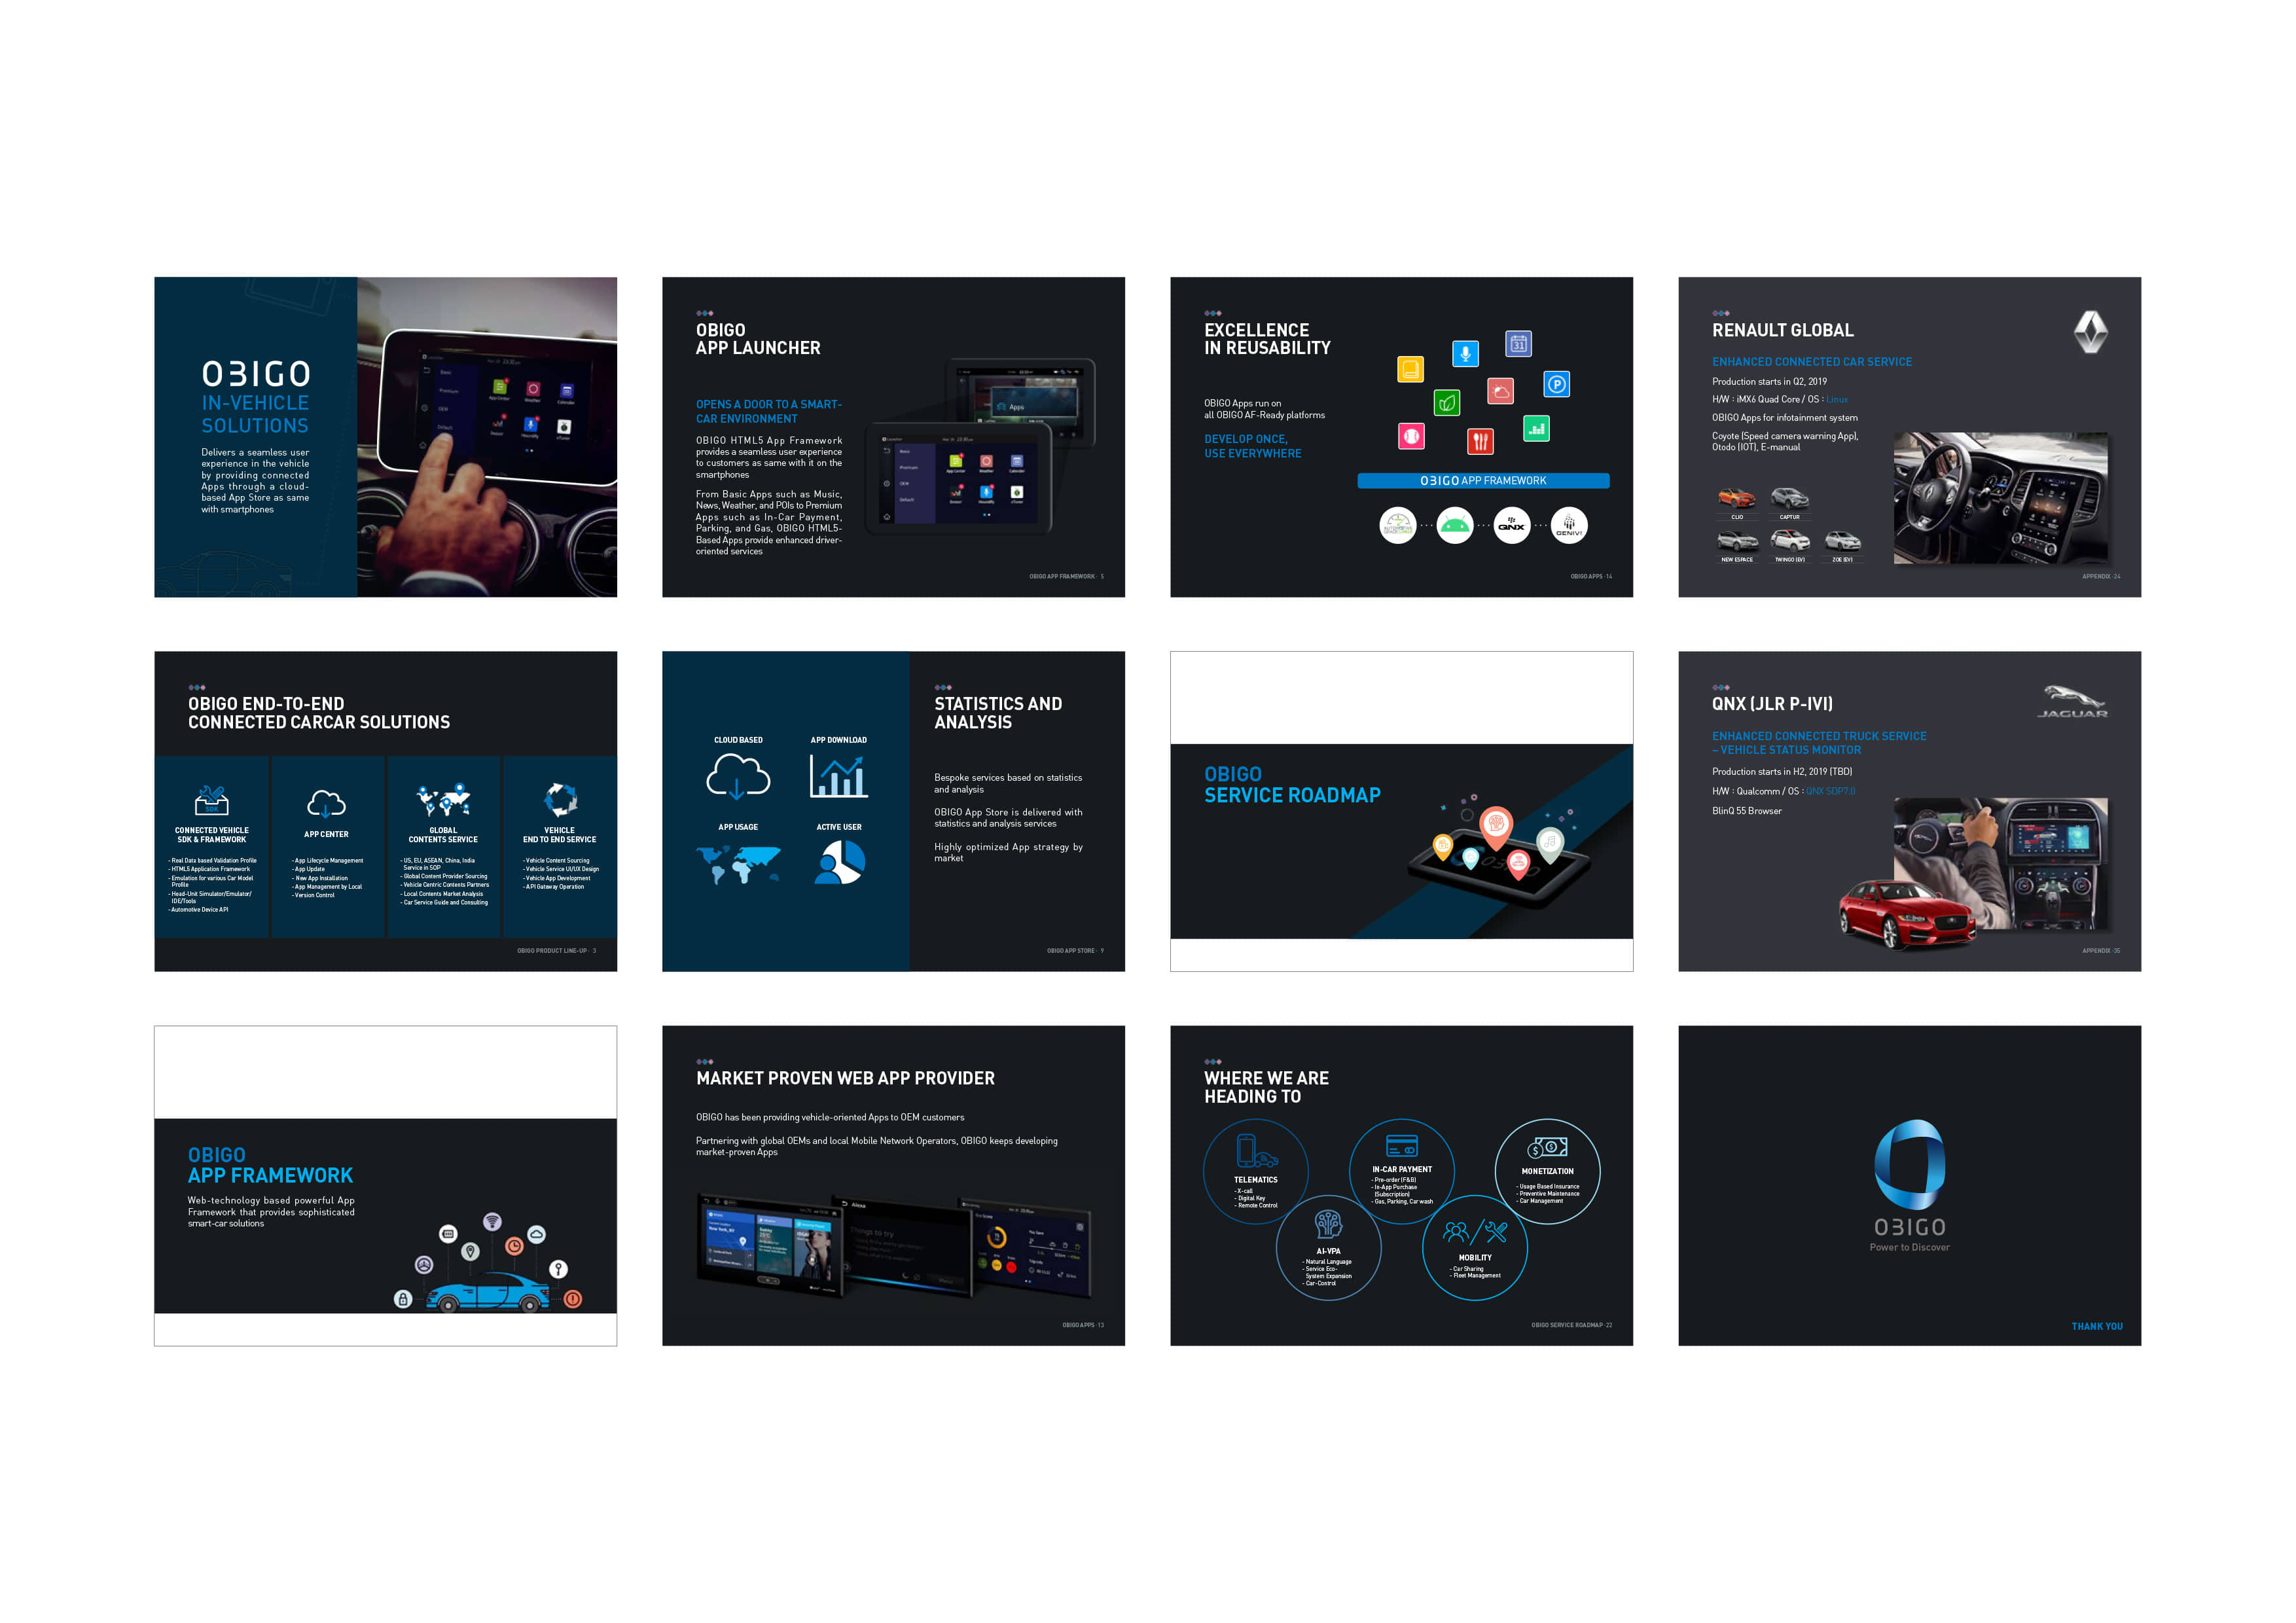 OBIGO
IN-VEHICLE
SOLUTIONS
Delivers a seamless user
experience in the vehicle
by providing connected
Apps through a cloud-
based App Store as same
with smartphones
OBIGO
APP LAUNCHER
OPENS A DOOR TO A SMART-
CAR ENVIRONMENT
OBIGO HTML5 App Framework
provides a seamless user experience
to customers as same with it on the
smartphones
From Basic Apps such as Music,
News, Weather, and POIs to Premium
Apps such as In-Car Payment,
Parking, and Gas, OBIGO HTML5-
Based Apps provide enhanced driver-
oriented services
Apps
OBIGO APP FRAMEWORK · 5
EXCELLENCE
IN REUSABILITY
OBIGO Apps run on
all OBIGO AF-Ready platforms
DEVELOP ONCE,
USE EVERYWHERE
31
P
OBIGO APP FRAMEWORK
QNX
GENIVI
OBIGO APPS ·14
RENAULT GLOBAL
ENHANCED CONNECTED CAR SERVICE
Production starts in Q2, 2019
H/W : iMX6 Quad Core / OS : Linux
OBIGO Apps for infotainment system
Coyote (Speed camera warning App),
Otodo (IOT), E-manual
CLIO
CAPTUR
NEW ESPACE
TWINGO (EV)
ZOE (EV)
APPENDIX ·24
OBIGO END-TO-END
CONNECTED CARCAR SOLUTIONS
SDK
CONNECTED VEHICLE
SDK & FRAMEWORK
- Real Data based Validation Profile
- HTML5 Application Framework
- Emulation for various Car Model
Profile
- Head-Unit Simulator/Emulator/
IDE/Tools
- Automotive Device API
APP CENTER
- App Lifecycle Management
- App Update
- New App Installation
- App Management by Local
- Version Control
GLOBAL
CONTENTS SERVICE
- US, EU, ASEAN, China, India
Service in SOP
- Global Content Provider Sourcing
- Vehicle Centric Contents Partners
- Local Contents Market Analysis
- Car Service Guide and Consulting
VEHICLE
END TO END SERVICE
- Vehicle Content Sourcing
- Vehicle Service UI/UX Design
- Vehicle App Development
- API Gateway Operation
OBIGO PRODUCT LINE-UP · 3
CLOUD BASED
APP DOWNLOAD
APP USAGE
ACTIVE USER
STATISTICS AND
ANALYSIS
Bespoke services based on statistics
and analysis
OBIGO App Store is delivered with
statistics and analysis services
Highly optimized App strategy by
market
OBIGO APP STORE · 9
OBIGO
SERVICE ROADMAP
QNX (JLR P-IVI)
JAGUAR
ENHANCED CONNECTED TRUCK SERVICE
– VEHICLE STATUS MONITOR
Production starts in H2, 2019 (TBD)
H/W : Qualcomm / OS : QNX SDP7.0
BlinQ 55 Browser
APPENDIX ·35
OBIGO
APP FRAMEWORK
Web-technology based powerful App
Framework that provides sophisticated
smart-car solutions
MARKET PROVEN WEB APP PROVIDER
OBIGO has been providing vehicle-oriented Apps to OEM customers
Partnering with global OEMs and local Mobile Network Operators, OBIGO keeps developing
market-proven Apps
Alexa
Things to try
OBIGO APPS ·13
WHERE WE ARE
HEADING TO
TELEMATICS
- X-call
- Digital Key
- Remote Control
IN-CAR PAYMENT
- Pre-order (F&B)
- In-App Purchase
(Subscription)
- Gas, Parking, Car wash
MONETIZATION
- Usage Based Insurance
- Preventive Maintenance
- Car Management
AI-VPA
- Natural Language
- Service Eco-
System Expansion
- Car-Control
MOBILITY
- Car Sharing
- Fleet Management
OBIGO SERVICE ROADMAP ·22
OBIGO
Power to Discover
THANK YOU